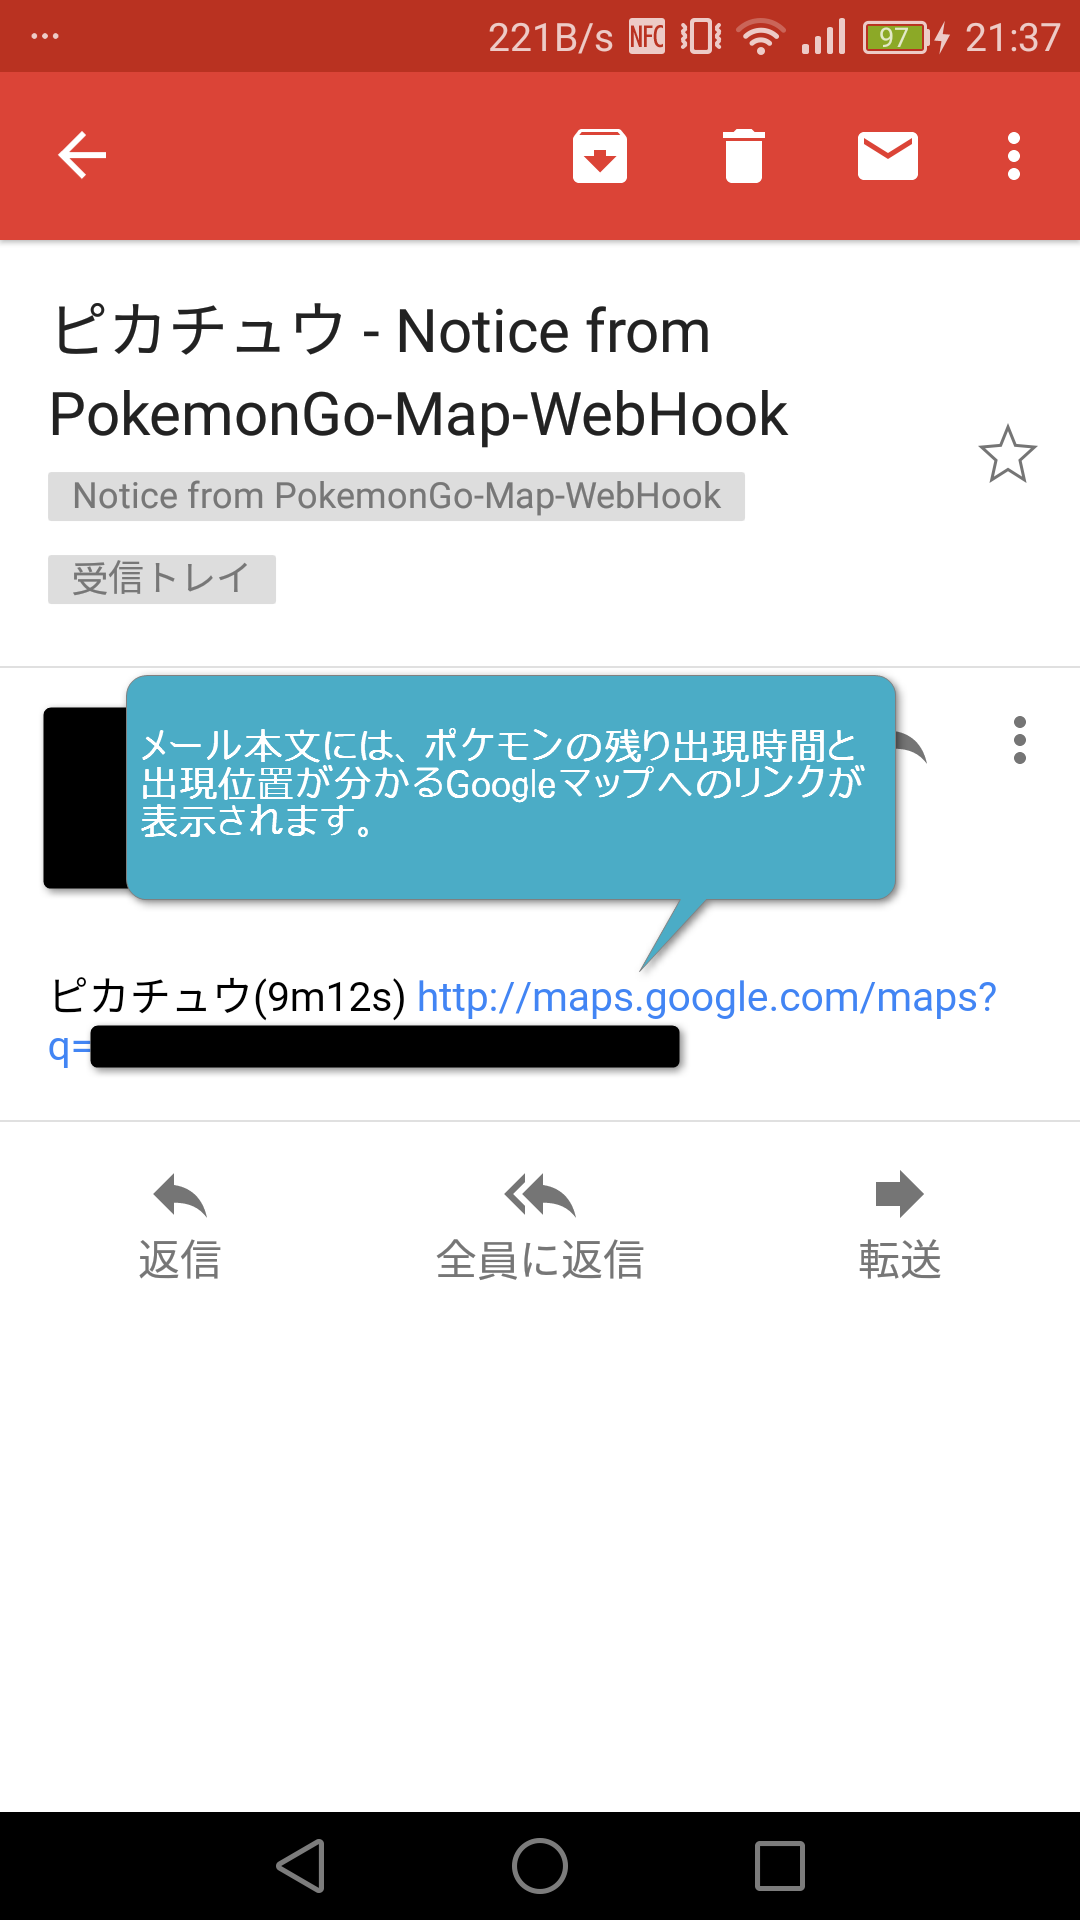 ... 221B/s NFC 97 21:37
ピカチュウ - Notice from
PokemonGo-Map-WebHook
Notice from PokemonGo-Map-WebHook
受信トレイ
メール本文には、ポケモンの残り出現時間と
出現位置が分かるGoogleマップへのリンクが
表示されます。
ピカチュウ(9m12s) http://maps.google.com/maps?
q=
返信
全員に返信
転送